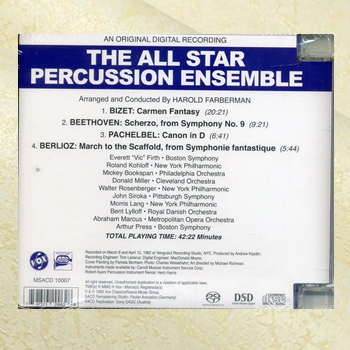 AN ORIGINAL DIGITAL RECORDING
THE ALL STAR
PERCUSSION ENSEMBLE
Arranged and Conducted By HAROLD FARBERMAN
1. BIZET: Carmen Fantasy (20:21)
2. BEETHOVEN: Scherzo, from Symphony No. 9 (9:21)
3. PACHELBEL: Canon in D (6:41)
4. BERLIOZ: March to the Scaffold, from Symphonie fantastique (5:44)
Everett "Vic" Firth • Boston Symphony
Roland Kohloff • New York Philharmonic
Mickey Bookspan • Philadelphia Orchestra
Donald Miller • Cleveland Orchestra
Walter Rosenberger • New York Philharmonic
John Siroka • Pittsburgh Symphony
Morris Lang • New York Philharmonic
Bent Lylloff • Royal Danish Orchestra
Abraham Marcus • Metropolitan Opera Orchestra
Arthur Press • Boston Symphony
TOTAL PLAYING TIME: 42:22 Minutes
MSACD 10007
DSD